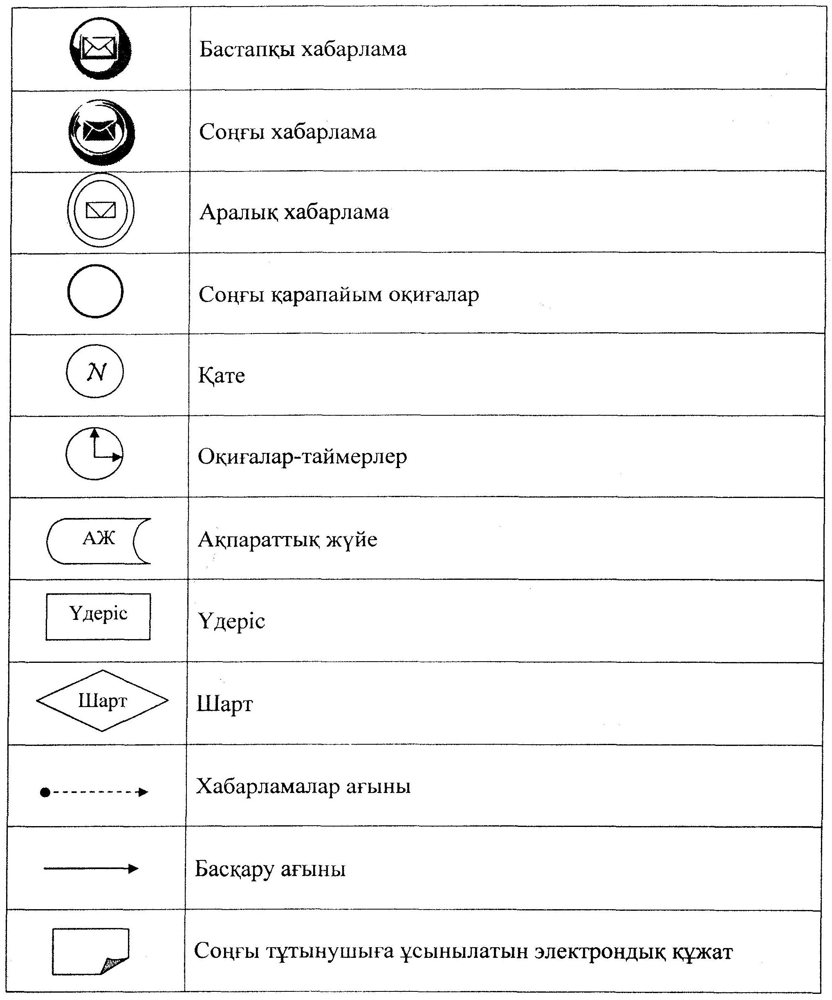 Бастапқы хабарлама
Соңғы хабарлама
Аралық хабарлама
Соңғы қарапайым оқиғалар
N
Қате
Оқиғалар-таймерлер
АЖ
Ақпараттық жүйе
Үдеріс
Үдеріс
Шарт
Шарт
Хабарламалар ағыны
Басқару ағыны
Соңғы тұтынушыға ұсынылатын электрондық құжат